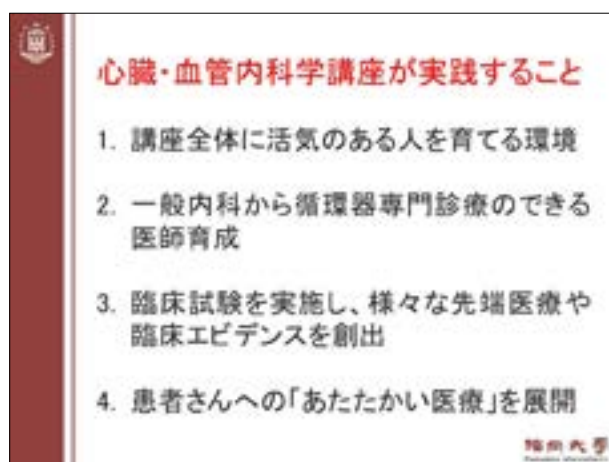 心臓・血管内科学講座が実践すること
1. 講座全体に活気のある人を育てる環境
2. 一般内科から循環器専門診療のできる
医師育成
3. 臨床試験を実施し、様々な先端医療や
臨床エビデンスを創出
4. 患者さんへの「あたたかい医療」を展開
福岡大学